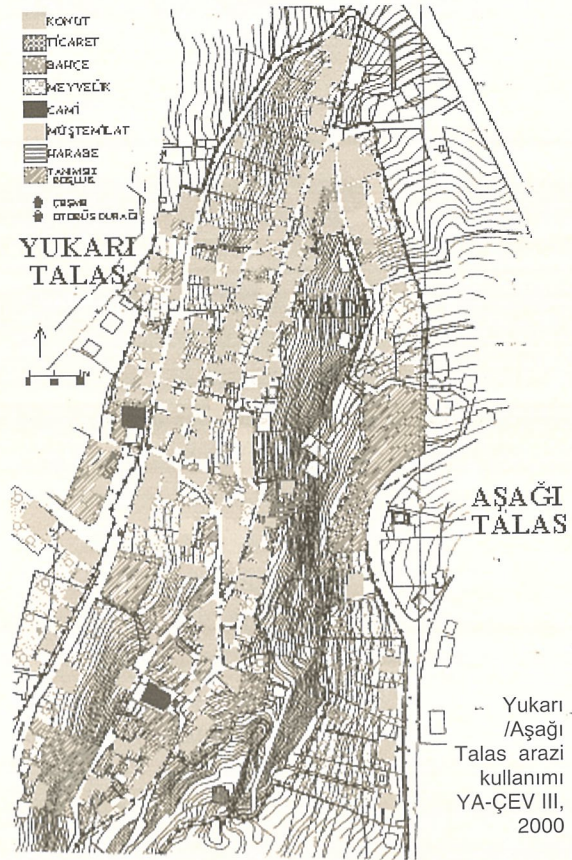 KONUT
TİCARET
BAHÇE
MEYVELİK
CAMİ
MÜŞTEMİLAT
HARABE
TANIMSIZ
BOŞLUK
ÇEŞME
OTOBÜS DURAĞI
YUKARI
TALAS
VADİ
AŞAĞI
TALAS
Yukarı
/Aşağı
Talas arazi
kullanımı
YA-ÇEV III,
2000